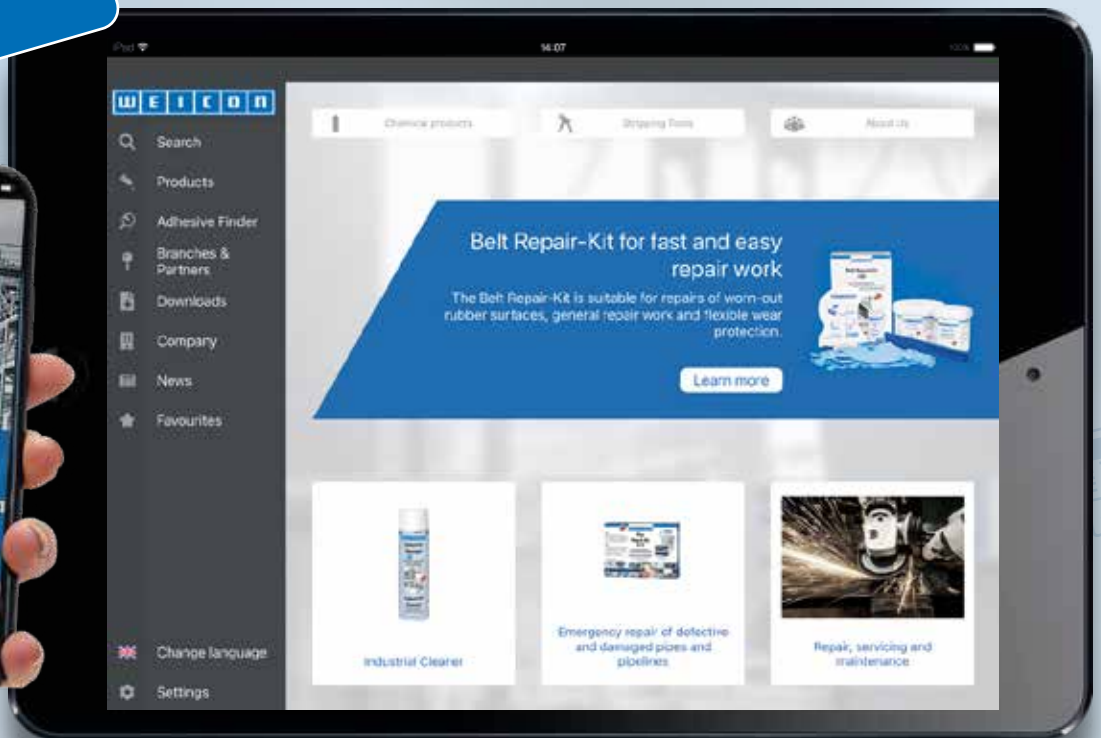 iPad
14:07
100%
WEICON
Search
Products
Adhesive Finder
Branches &
Partners
Downloads
Company
News
Favourites
Change language
Settings
Chemical products
Stripping Tools
About Us
Belt Repair-Kit for fast and easy
repair work
The Belt Repair-Kit is suitable for repairs of worn-out
rubber surfaces, general repair work and flexible wear
protection.
Learn more
Industrial Cleaner
Emergency repair of defective
and damaged pipes and
pipelines
Repair, servicing and
maintenance